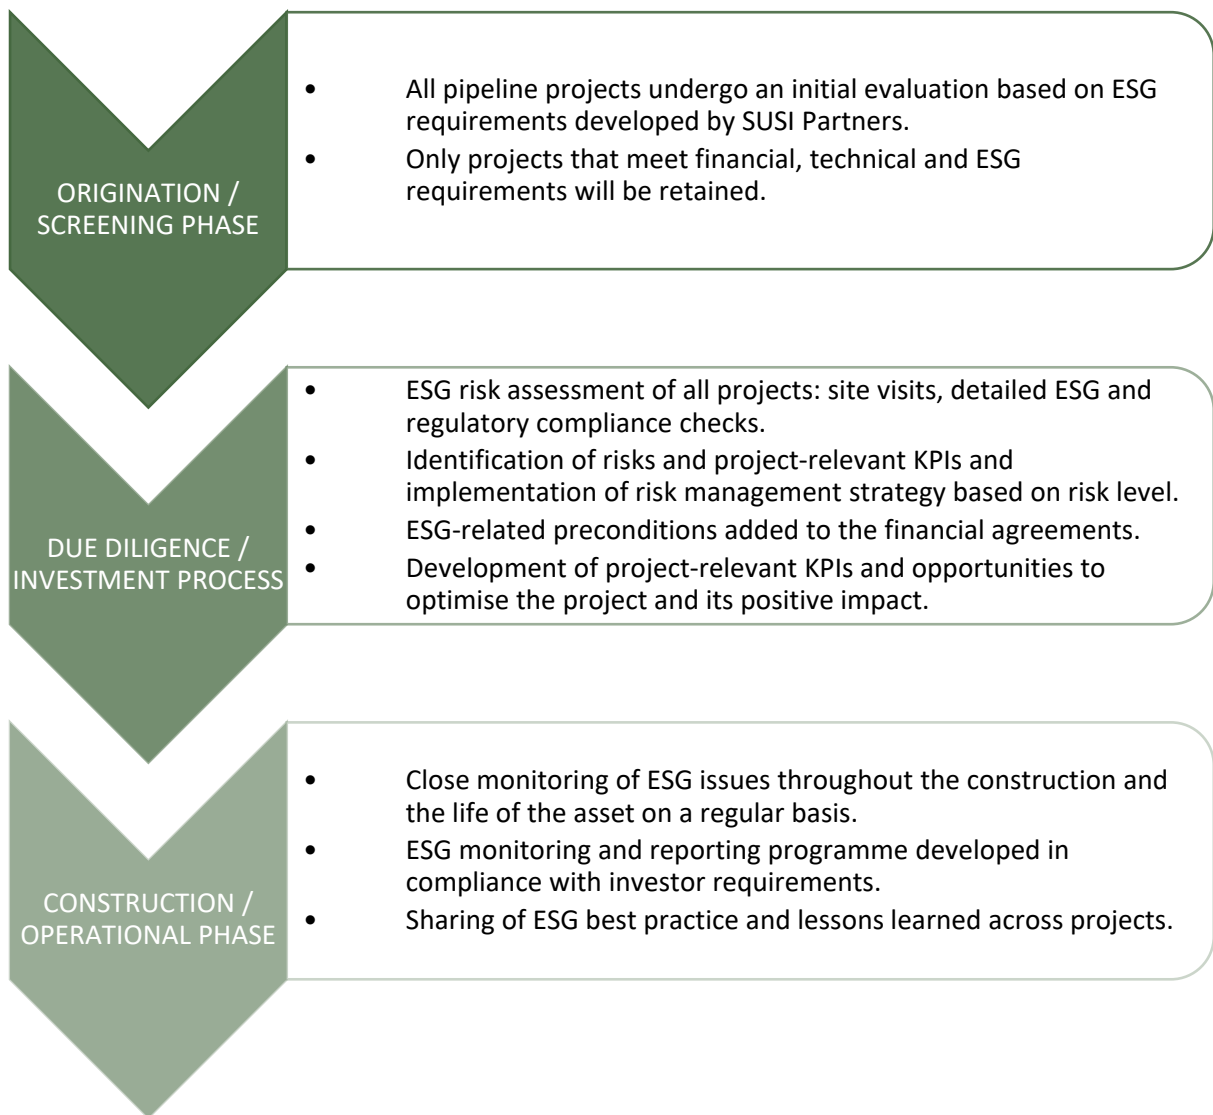 ORIGINATION /
SCREENING PHASE
• All pipeline projects undergo an initial evaluation based on ESG
requirements developed by SUSI Partners.
• Only projects that meet financial, technical and ESG
requirements will be retained.
DUE DILIGENCE /
INVESTMENT PROCESS
• ESG risk assessment of all projects: site visits, detailed ESG and
regulatory compliance checks.
• Identification of risks and project-relevant KPIs and
implementation of risk management strategy based on risk level.
• ESG-related preconditions added to the financial agreements.
• Development of project-relevant KPIs and opportunities to
optimise the project and its positive impact.
CONSTRUCTION /
OPERATIONAL PHASE
• Close monitoring of ESG issues throughout the construction and
the life of the asset on a regular basis.
• ESG monitoring and reporting programme developed in
compliance with investor requirements.
• Sharing of ESG best practice and lessons learned across projects.